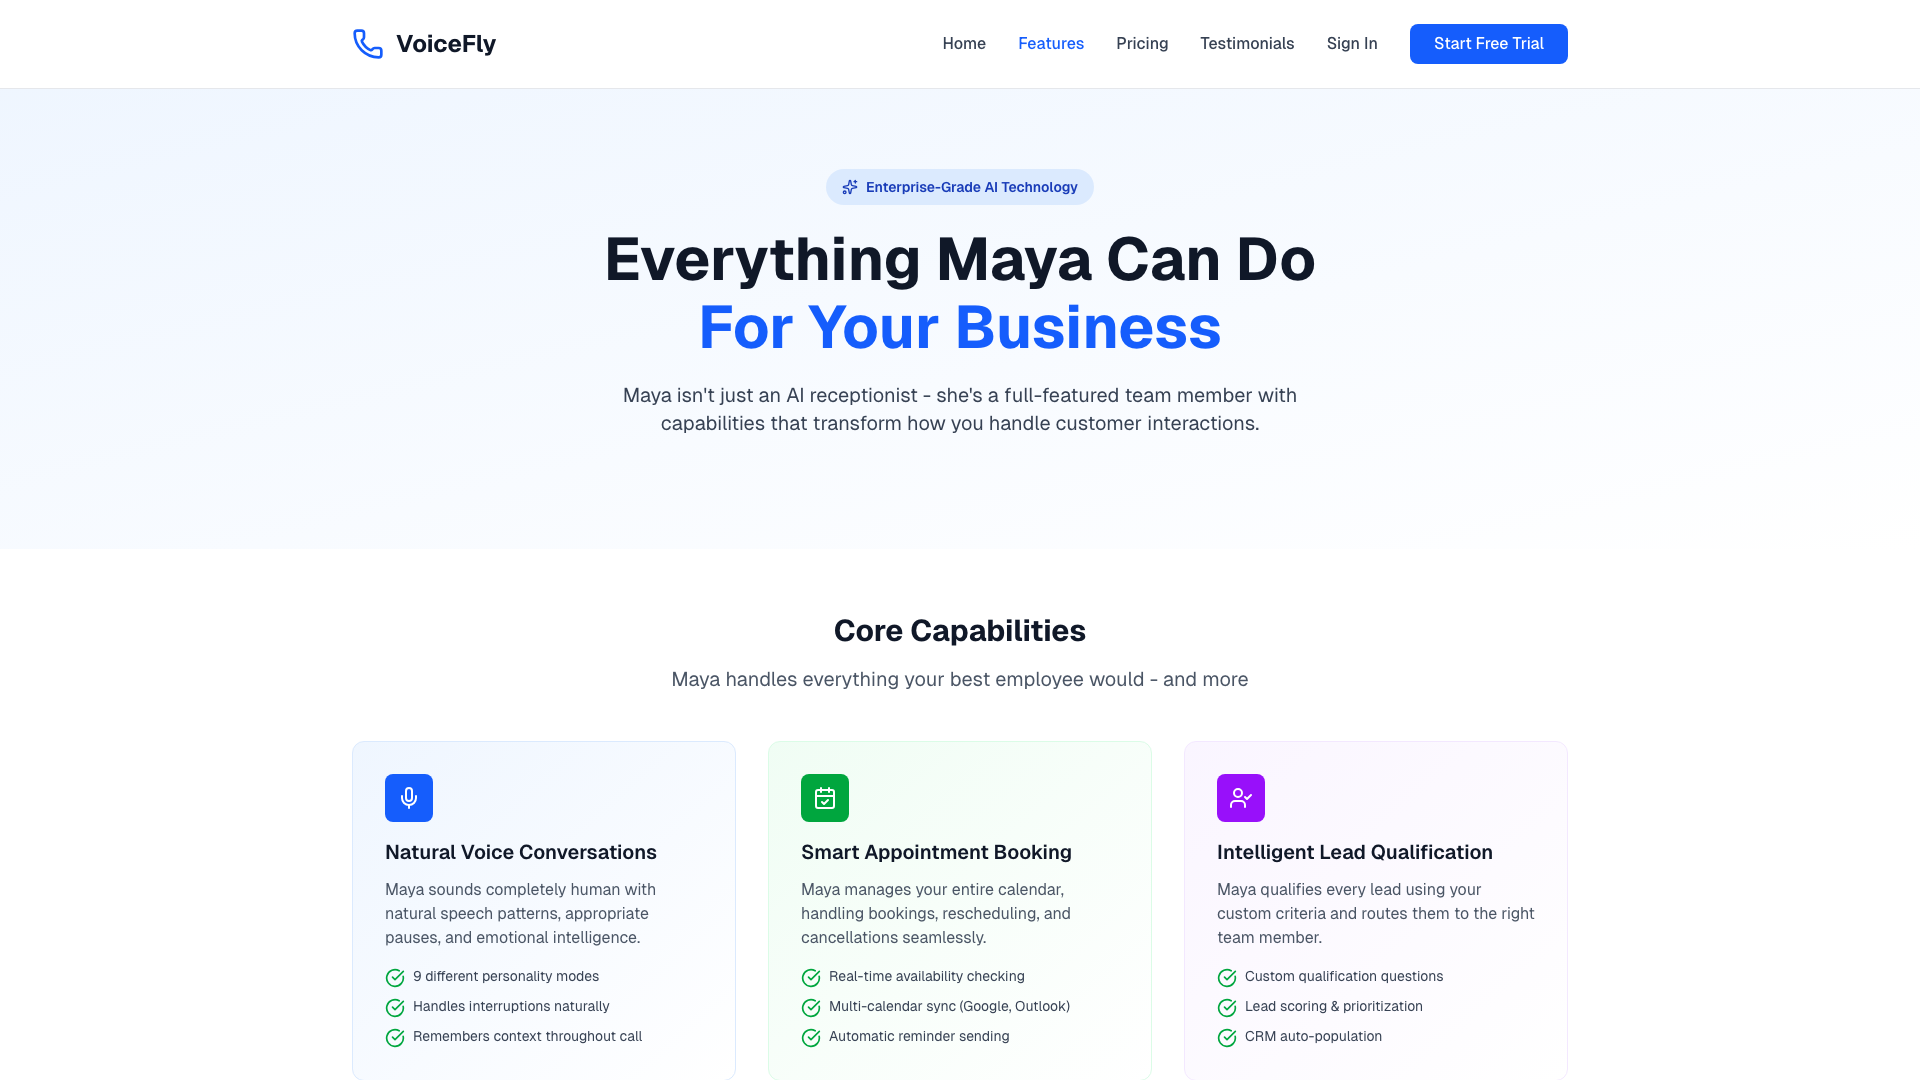 VoiceFly
Home
Features
Pricing
Testimonials
Sign In
Start Free Trial
Enterprise-Grade AI Technology
Everything Maya Can Do
For Your Business
Maya isn't just an AI receptionist - she's a full-featured team member with
capabilities that transform how you handle customer interactions.
Core Capabilities
Maya handles everything your best employee would - and more
Natural Voice Conversations
Maya sounds completely human with
natural speech patterns, appropriate
pauses, and emotional intelligence.
9 different personality modes
Handles interruptions naturally
Remembers context throughout call
Smart Appointment Booking
Maya manages your entire calendar,
handling bookings, rescheduling, and
cancellations seamlessly.
Real-time availability checking
Multi-calendar sync (Google, Outlook)
Automatic reminder sending
Intelligent Lead Qualification
Maya qualifies every lead using your
custom criteria and routes them to the right
team member.
Custom qualification questions
Lead scoring & prioritization
CRM auto-population